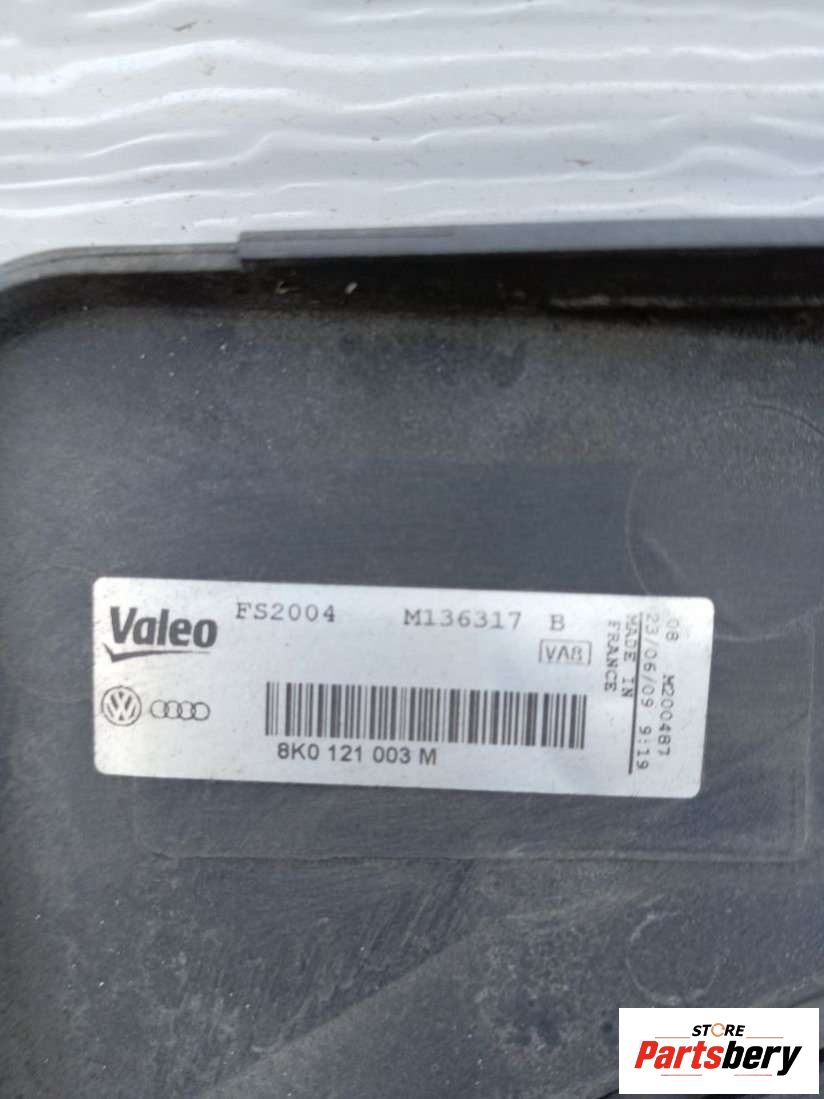 Valeo FS2004 M136317 B
VA8
8K0 121 003 M
08 M200487
23/06/09 9:19
MADE IN
FRANCE
STORE
Partsbery